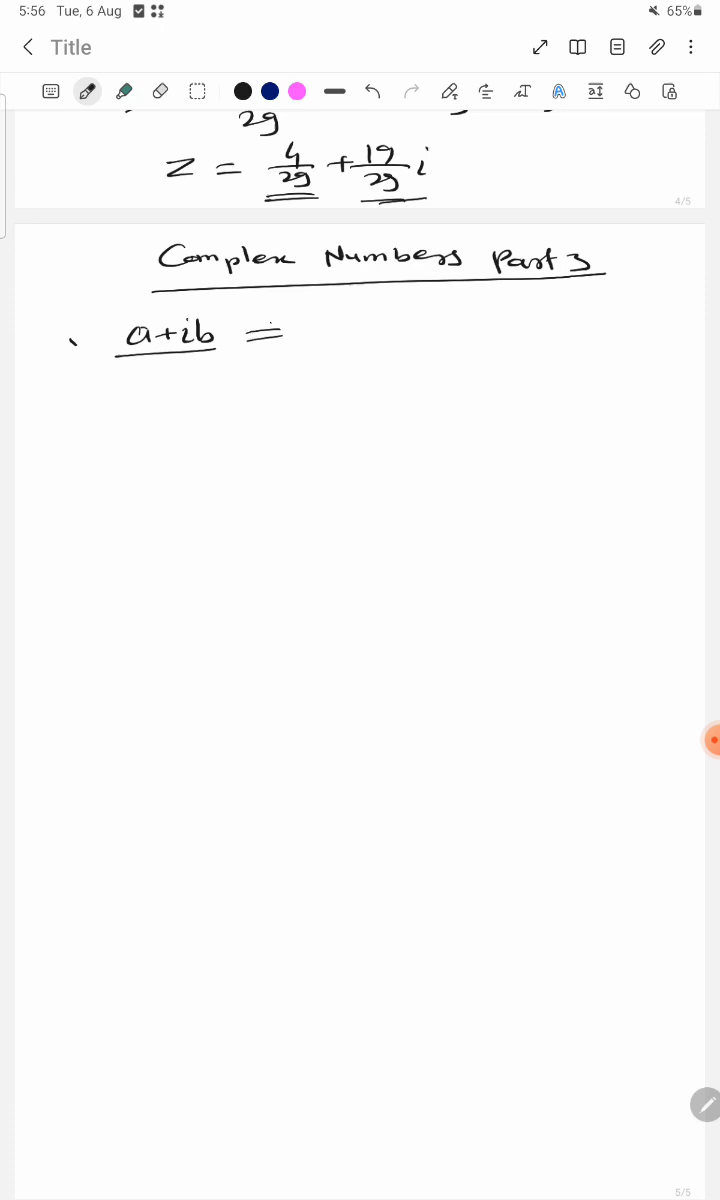 5:56 Tue, 6 Aug 65%
Title
29
z = 4/29 + 19/29 i
4/5
Complex Numbers Part 3
a+ib =
5/5